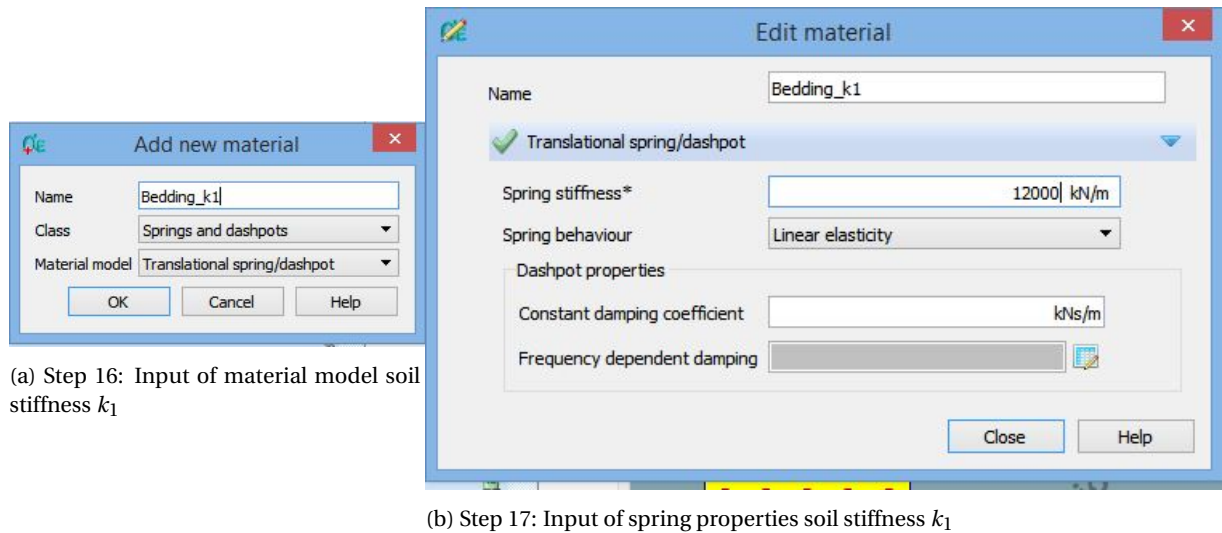 Add new material
Name
Bedding_k1
Class
Springs and dashpots
Material model
Translational spring/dashpot
OK
Cancel
Help
(a) Step 16: Input of material model soil
stiffness k1
Edit material
Name
Bedding_k1
Translational spring/dashpot
Spring stiffness*
12000 kN/m
Spring behaviour
Linear elasticity
Dashpot properties
Constant damping coefficient
kNs/m
Frequency dependent damping
Close
Help
(b) Step 17: Input of spring properties soil stiffness k1